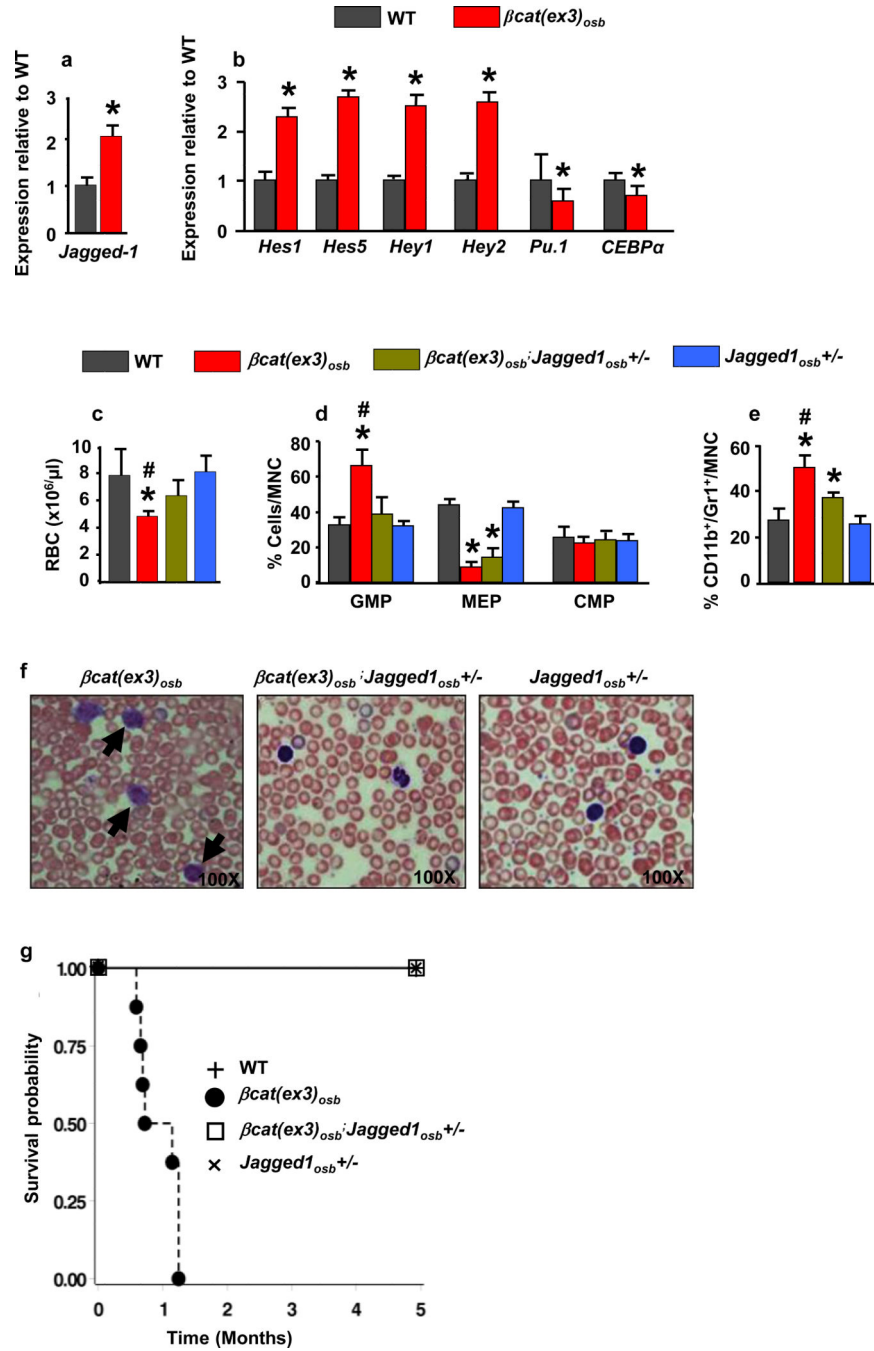 WT βcat(ex3)osb
a b
Expression relative to WT
3
2
1
0
Jagged-1
Expression relative to WT
3
2
1
0
Hes1 Hes5 Hey1 Hey2 Pu.1 CEBPα
* * * * * * *
WT βcat(ex3)osb βcat(ex3)osb;Jagged1osb+/- Jagged1osb+/-
c d e
RBC (x10⁶/µl)
10
8
6
4
2
0
#
*
% Cells/MNC
80
60
40
20
0
#
*
* *
GMP MEP CMP
% CD11b⁺/Gr1⁺/MNC
60
40
20
0
#
* *
f
βcat(ex3)osb βcat(ex3)osb;Jagged1osb+/- Jagged1osb+/-
100X 100X 100X
g
Survival probability
1.00
0.75
0.50
0.25
0.00
WT
βcat(ex3)osb
βcat(ex3)osb;Jagged1osb+/-
Jagged1osb+/-
0 1 2 3 4 5
Time (Months)